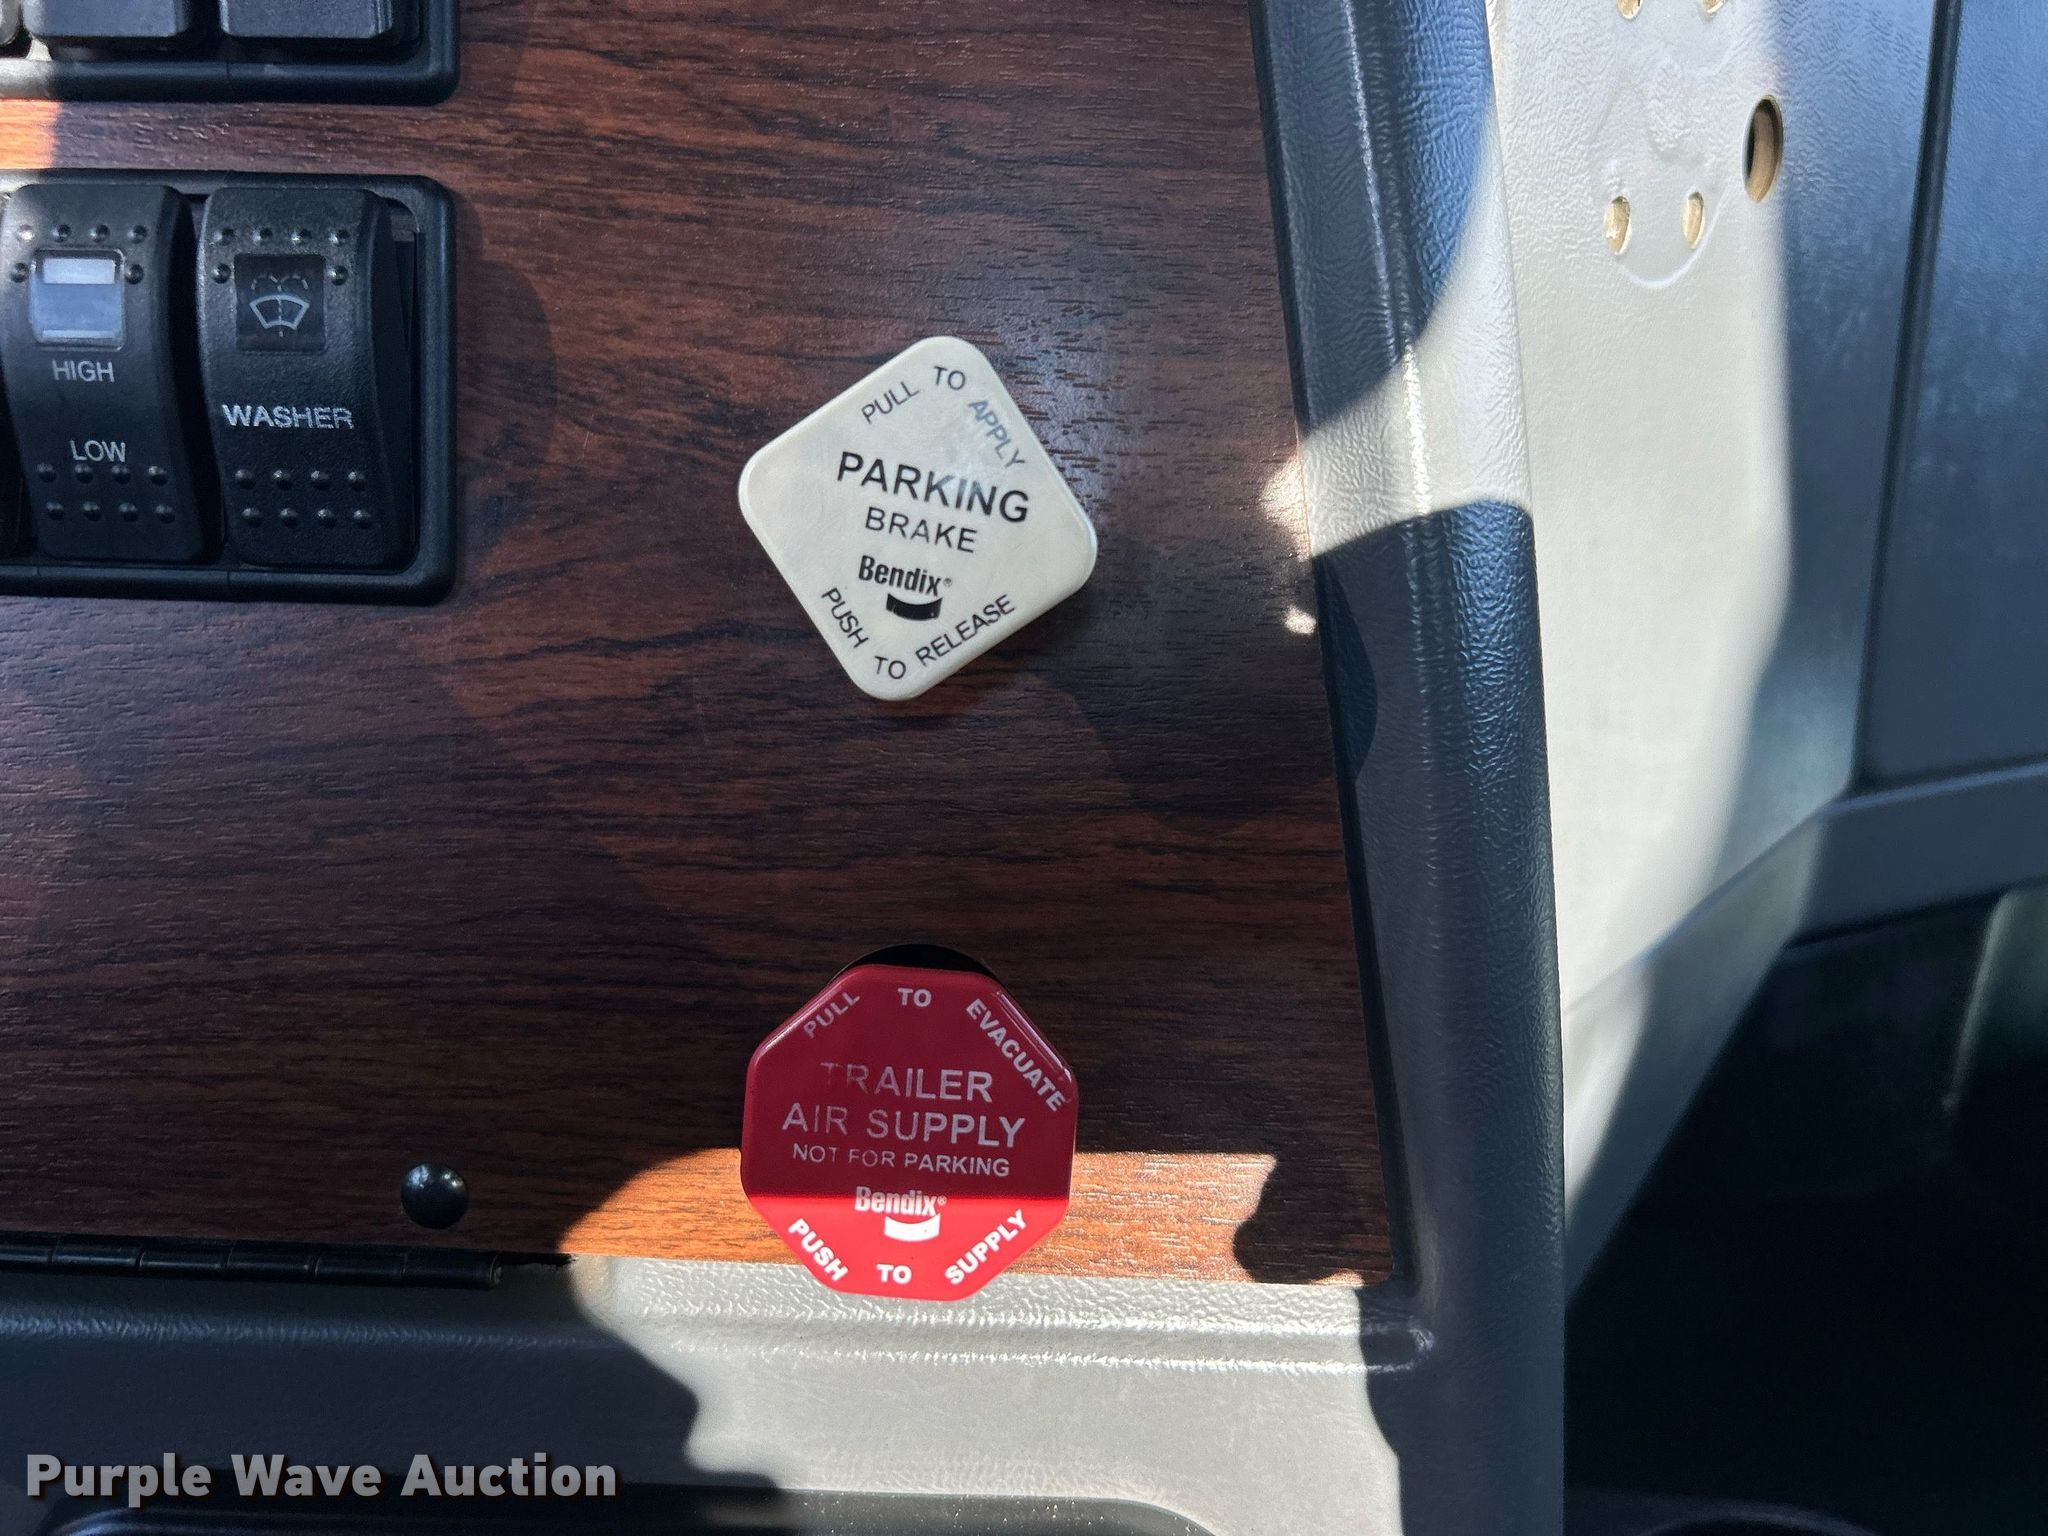 HIGH
LOW
WASHER
PULL TO APPLY
PARKING
BRAKE
Bendix®
PUSH TO RELEASE
PULL TO EVACUATE
TRAILER
AIR SUPPLY
NOT FOR PARKING
Bendix®
PUSH TO SUPPLY
Purple Wave Auction